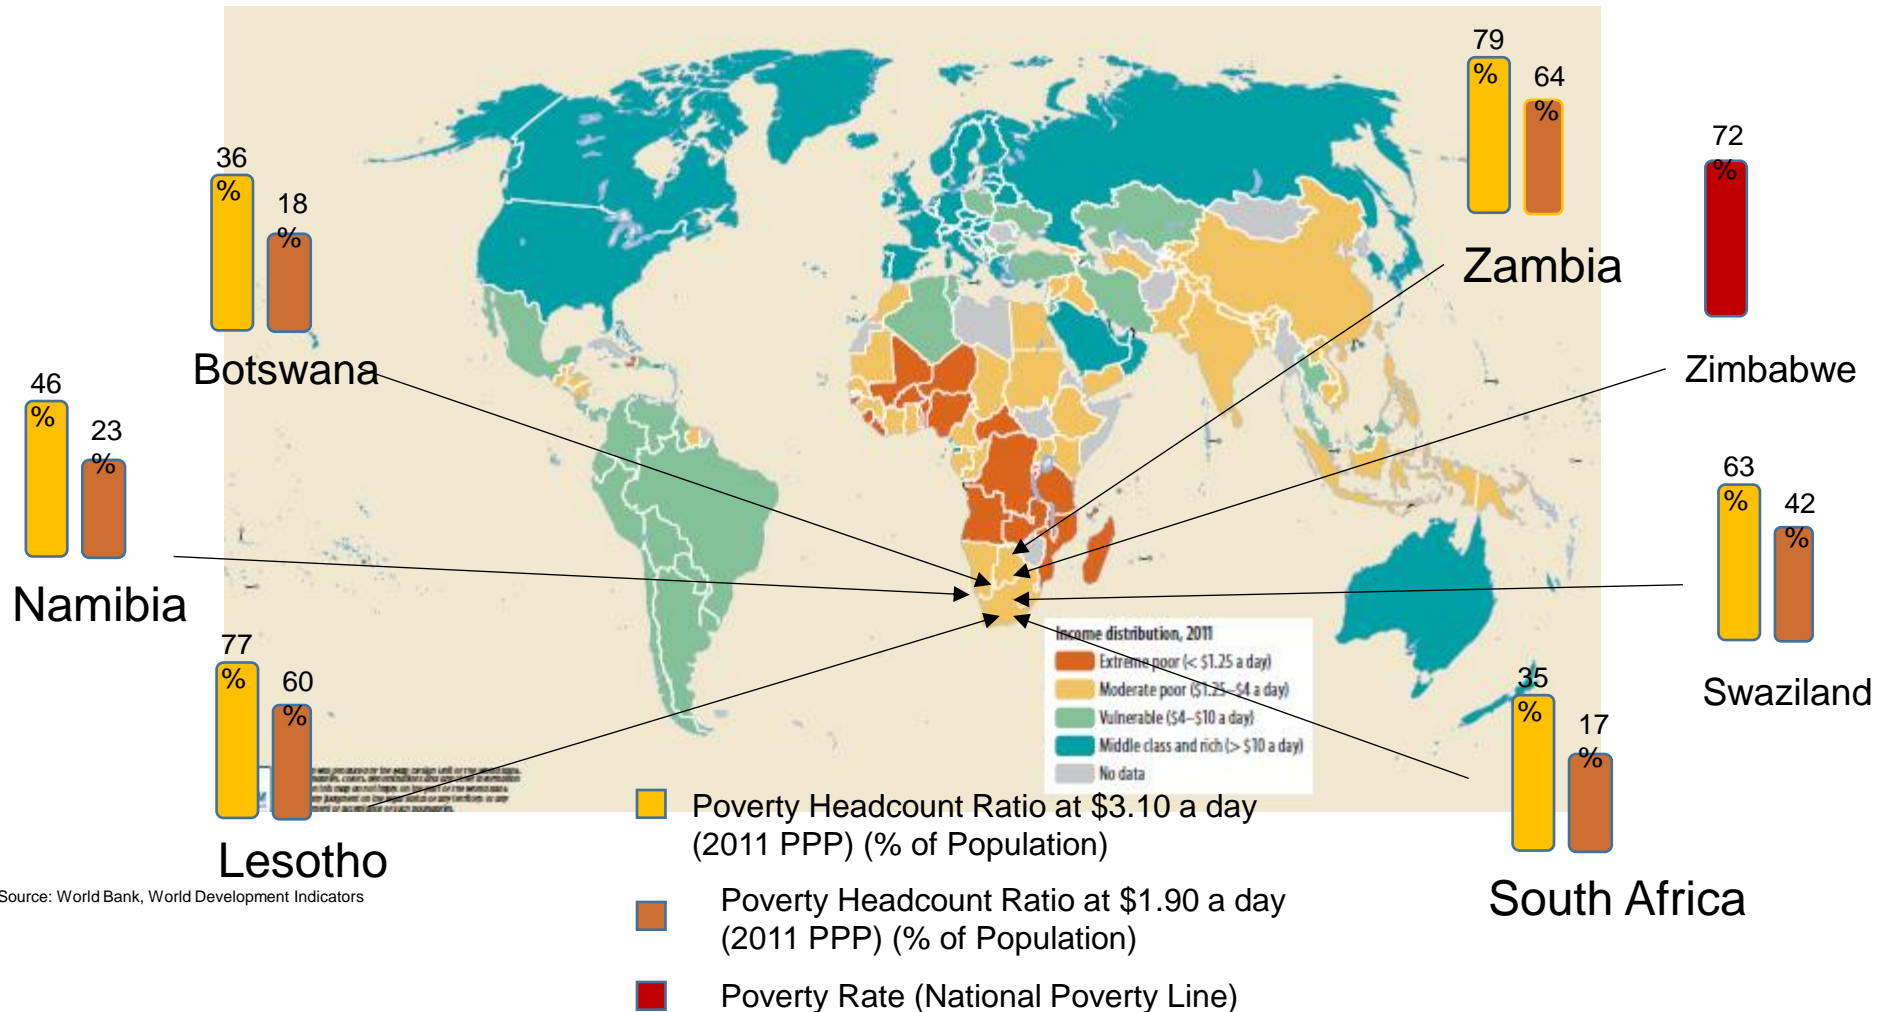 79
%
64
%
72
%
36
%
18
%
Zambia
Botswana
Zimbabwe
46
%
23
%
63
%
42
%
Namibia
Income distribution, 2011
Extreme poor (< $1.25 a day)
Moderate poor ($1.25–$4 a day)
Vulnerable ($4–$10 a day)
Middle class and rich (> $10 a day)
No data
77
%
60
%
Swaziland
35
%
17
%
Lesotho
Source: World Bank, World Development Indicators
Poverty Headcount Ratio at $3.10 a day
(2011 PPP) (% of Population)
Poverty Headcount Ratio at $1.90 a day
(2011 PPP) (% of Population)
Poverty Rate (National Poverty Line)
South Africa